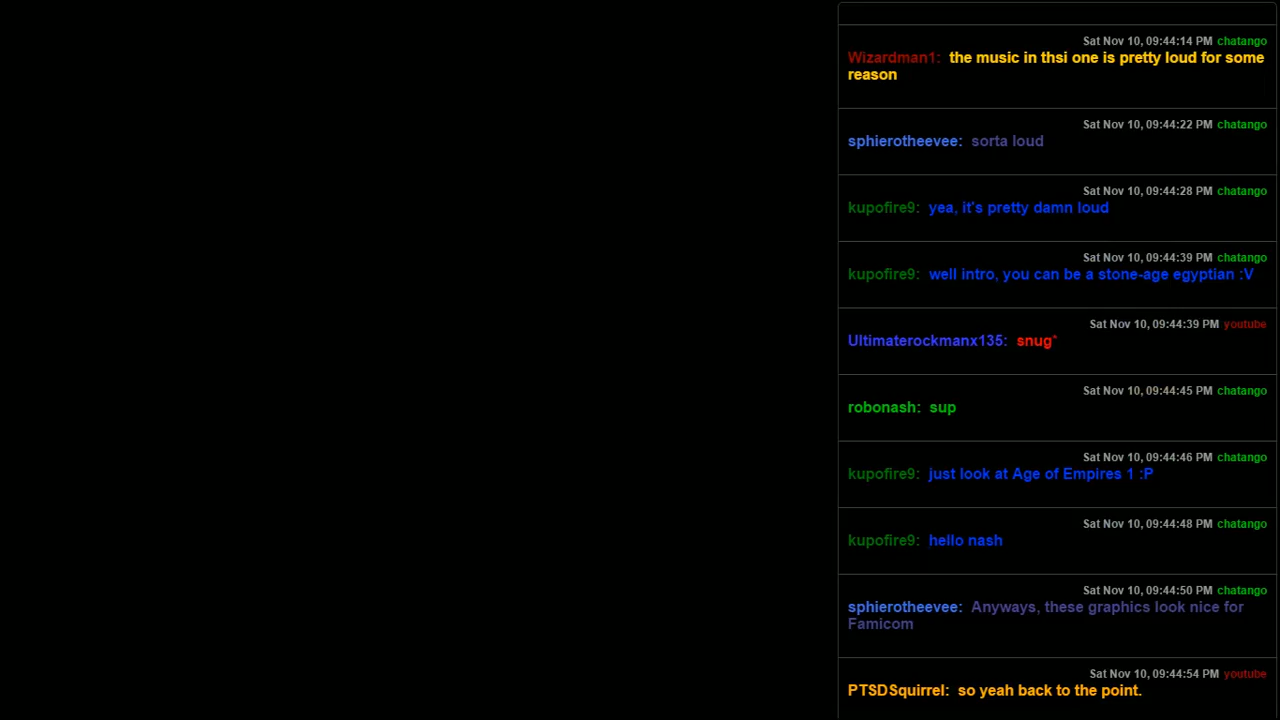 Sat Nov 10, 09:44:14 PM chatango
Wizardman1: the music in thsi one is pretty loud for some
reason
Sat Nov 10, 09:44:22 PM chatango
sphierotheevee: sorta loud
Sat Nov 10, 09:44:28 PM chatango
kupofire9: yea, it's pretty damn loud
Sat Nov 10, 09:44:39 PM chatango
kupofire9: well intro, you can be a stone-age egyptian :V
Sat Nov 10, 09:44:39 PM youtube
Ultimaterockmanx135: snug*
Sat Nov 10, 09:44:45 PM chatango
robonash: sup
Sat Nov 10, 09:44:46 PM chatango
kupofire9: just look at Age of Empires 1 :P
Sat Nov 10, 09:44:48 PM chatango
kupofire9: hello nash
Sat Nov 10, 09:44:50 PM chatango
sphierotheevee: Anyways, these graphics look nice for
Famicom
Sat Nov 10, 09:44:54 PM youtube
PTSDSquirrel: so yeah back to the point.